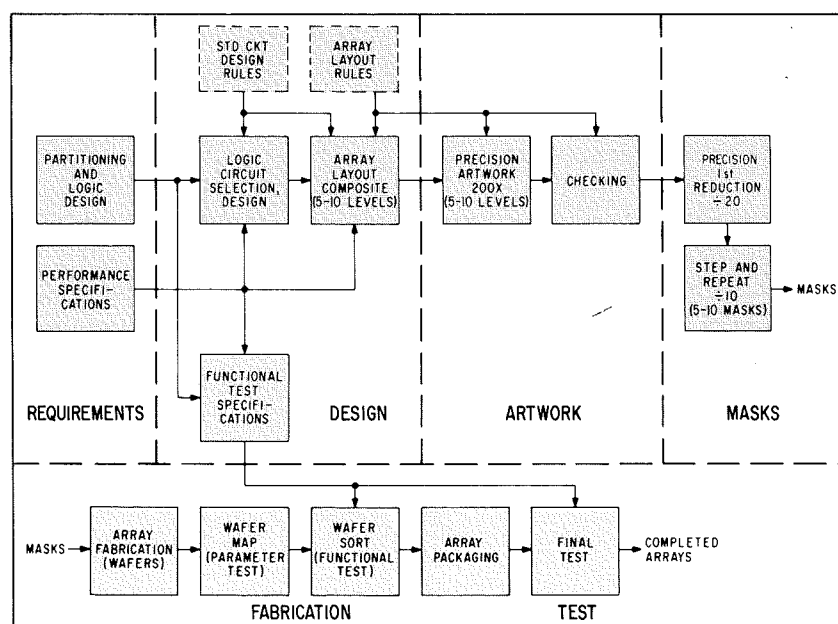 STD CKT
DESIGN
RULES
ARRAY
LAYOUT
RULES
PARTITIONING
AND
LOGIC
DESIGN
LOGIC
CIRCUIT
SELECTION,
DESIGN
ARRAY
LAYOUT
COMPOSITE
(5-10 LEVELS)
PRECISION
ARTWORK
200X
(5-10 LEVELS)
CHECKING
PRECISION
1st
REDUCTION
÷20
PERFORMANCE
SPECIFI-
CATIONS
STEP AND
REPEAT
÷10
(5-10 MASKS)
MASKS
FUNCTIONAL
TEST
SPECIFI-
CATIONS
REQUIREMENTS
DESIGN
ARTWORK
MASKS
MASKS
ARRAY
FABRICATION
(WAFERS)
WAFER
MAP
(PARAMETER
TEST)
WAFER
SORT
(FUNCTIONAL
TEST)
ARRAY
PACKAGING
FINAL
TEST
COMPLETED
ARRAYS
FABRICATION
TEST